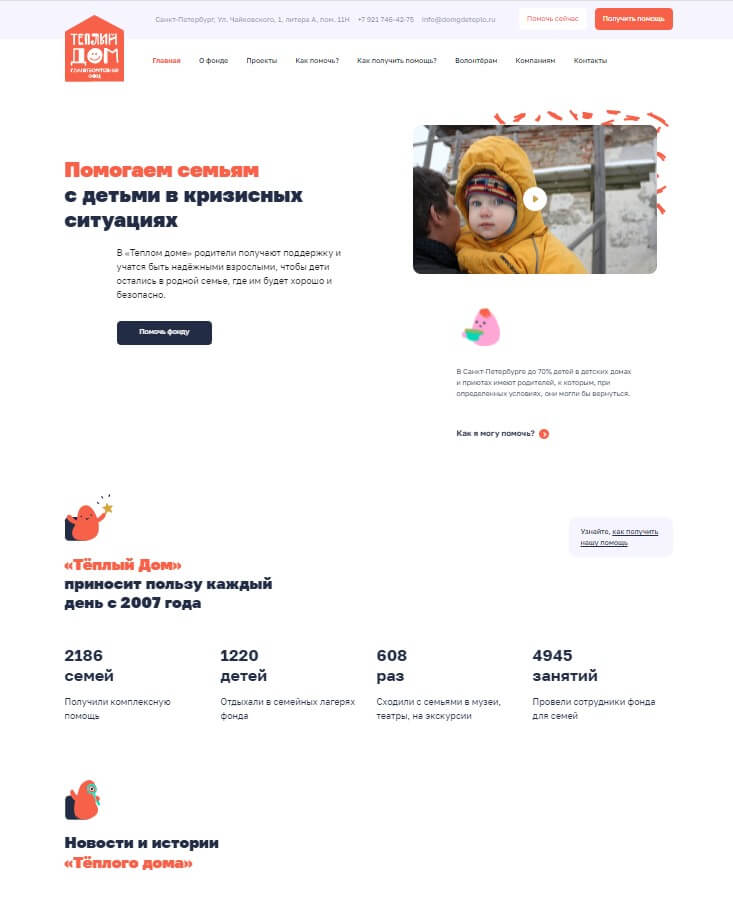 Санкт-Петербург, Ул. Чайковского, 1, литера А, пом. 11Н +7 921 746-42-75 info@domgdeteplo.ru
Помочь сейчас
Получить помощь
ТЕПЛЫЙ
ДОМ
БЛАГОТВОРИТЕЛЬНЫЙ
ФОНД
Главная О фонде Проекты Как помочь? Как получить помощь? Волонтёрам Компаниям Контакты
Помогаем семьям
с детьми в кризисных
ситуациях
В «Теплом доме» родители получают поддержку и
учатся быть надёжными взрослыми, чтобы дети
остались в родной семье, где им будет хорошо и
безопасно.
Помочь фонду
В Санкт-Петербурге до 70% детей в детских домах
и приютах имеют родителей, к которым, при
определенных условиях, они могли бы вернуться.
Как я могу помочь?
Узнайте, как получить
нашу помощь
«Тёплый Дом»
приносит пользу каждый
день с 2007 года
2186 1220 608 4945
семей детей раз занятий
Получили комплексную Отдыхали в семейных лагерях Сходили с семьями в музеи, Провели сотрудники фонда
помощь фонда театры, на экскурсии для семей
Новости и истории
«Тёплого дома»